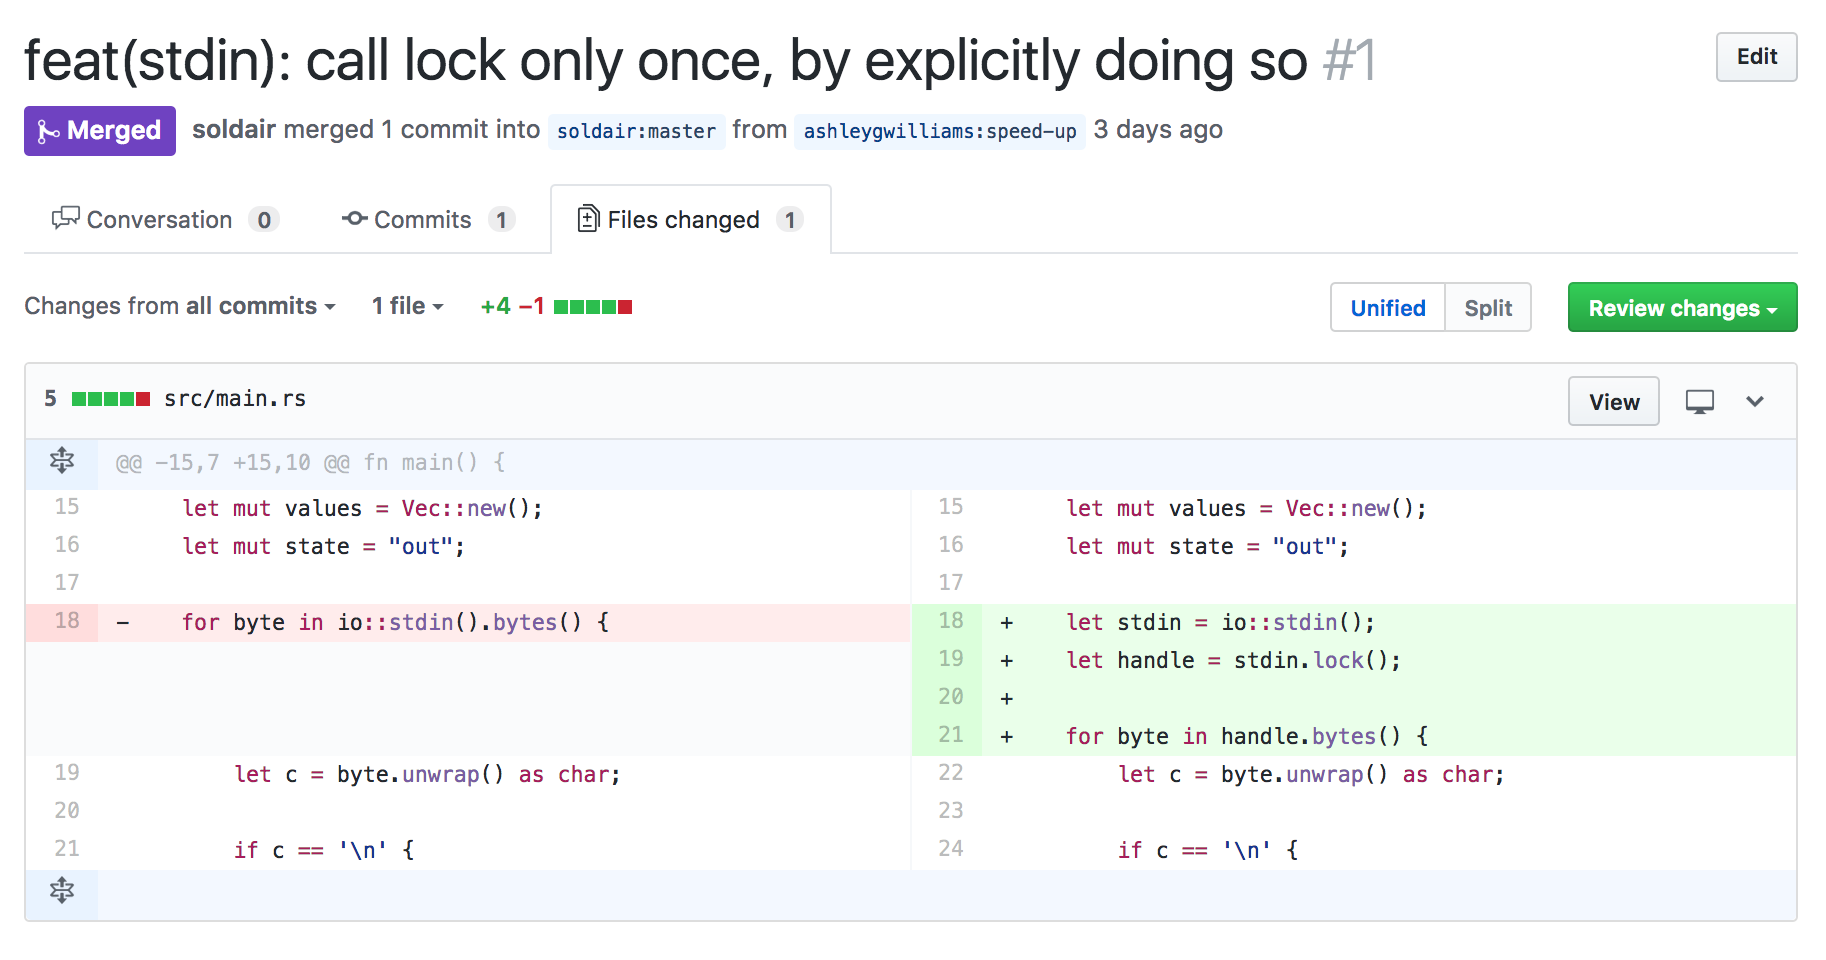 feat(stdin): call lock only once, by explicitly doing so #1
Edit
Merged soldair merged 1 commit into soldair:master from ashleygwilliams:speed-up 3 days ago
Conversation 0 Commits 1 Files changed 1
Changes from all commits 1 file +4 −1
Unified Split Review changes
5 src/main.rs
View
@@ -15,7 +15,10 @@ fn main() {
15 let mut values = Vec::new();
16 let mut state = "out";
17
18 - for byte in io::stdin().bytes() {
19 let c = byte.unwrap() as char;
20
21 if c == '\n' {
15 let mut values = Vec::new();
16 let mut state = "out";
17
18 + let stdin = io::stdin();
19 + let handle = stdin.lock();
20 +
21 + for byte in handle.bytes() {
22 let c = byte.unwrap() as char;
23
24 if c == '\n' {